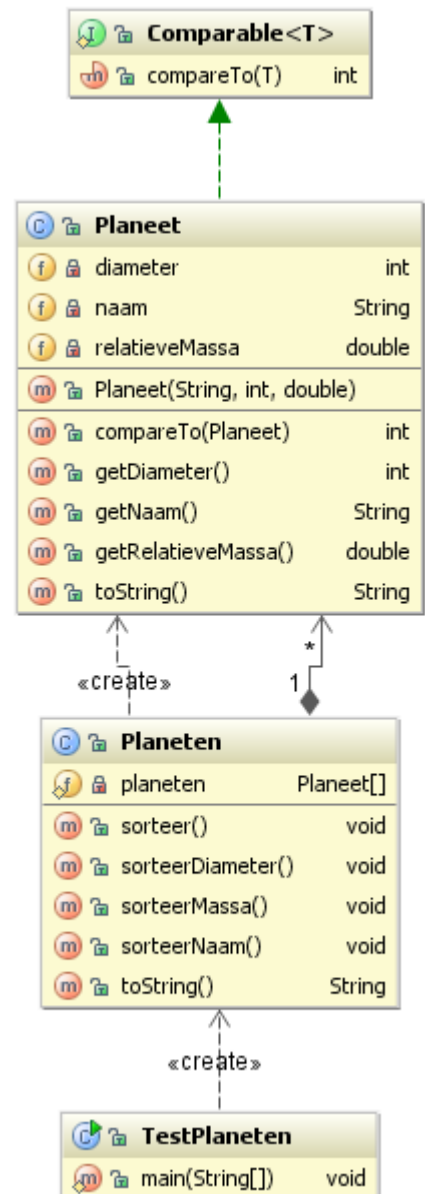 Comparable<T>
compareTo(T) int
Planeet
diameter int
naam String
relatieveMassa double
Planeet(String, int, double)
compareTo(Planeet) int
getDiameter() int
getNaam() String
getRelatieveMassa() double
toString() String
*
«create» 1
Planeten
planeten Planeet[]
sorteer() void
sorteerDiameter() void
sorteerMassa() void
sorteerNaam() void
toString() String
«create»
TestPlaneten
main(String[]) void